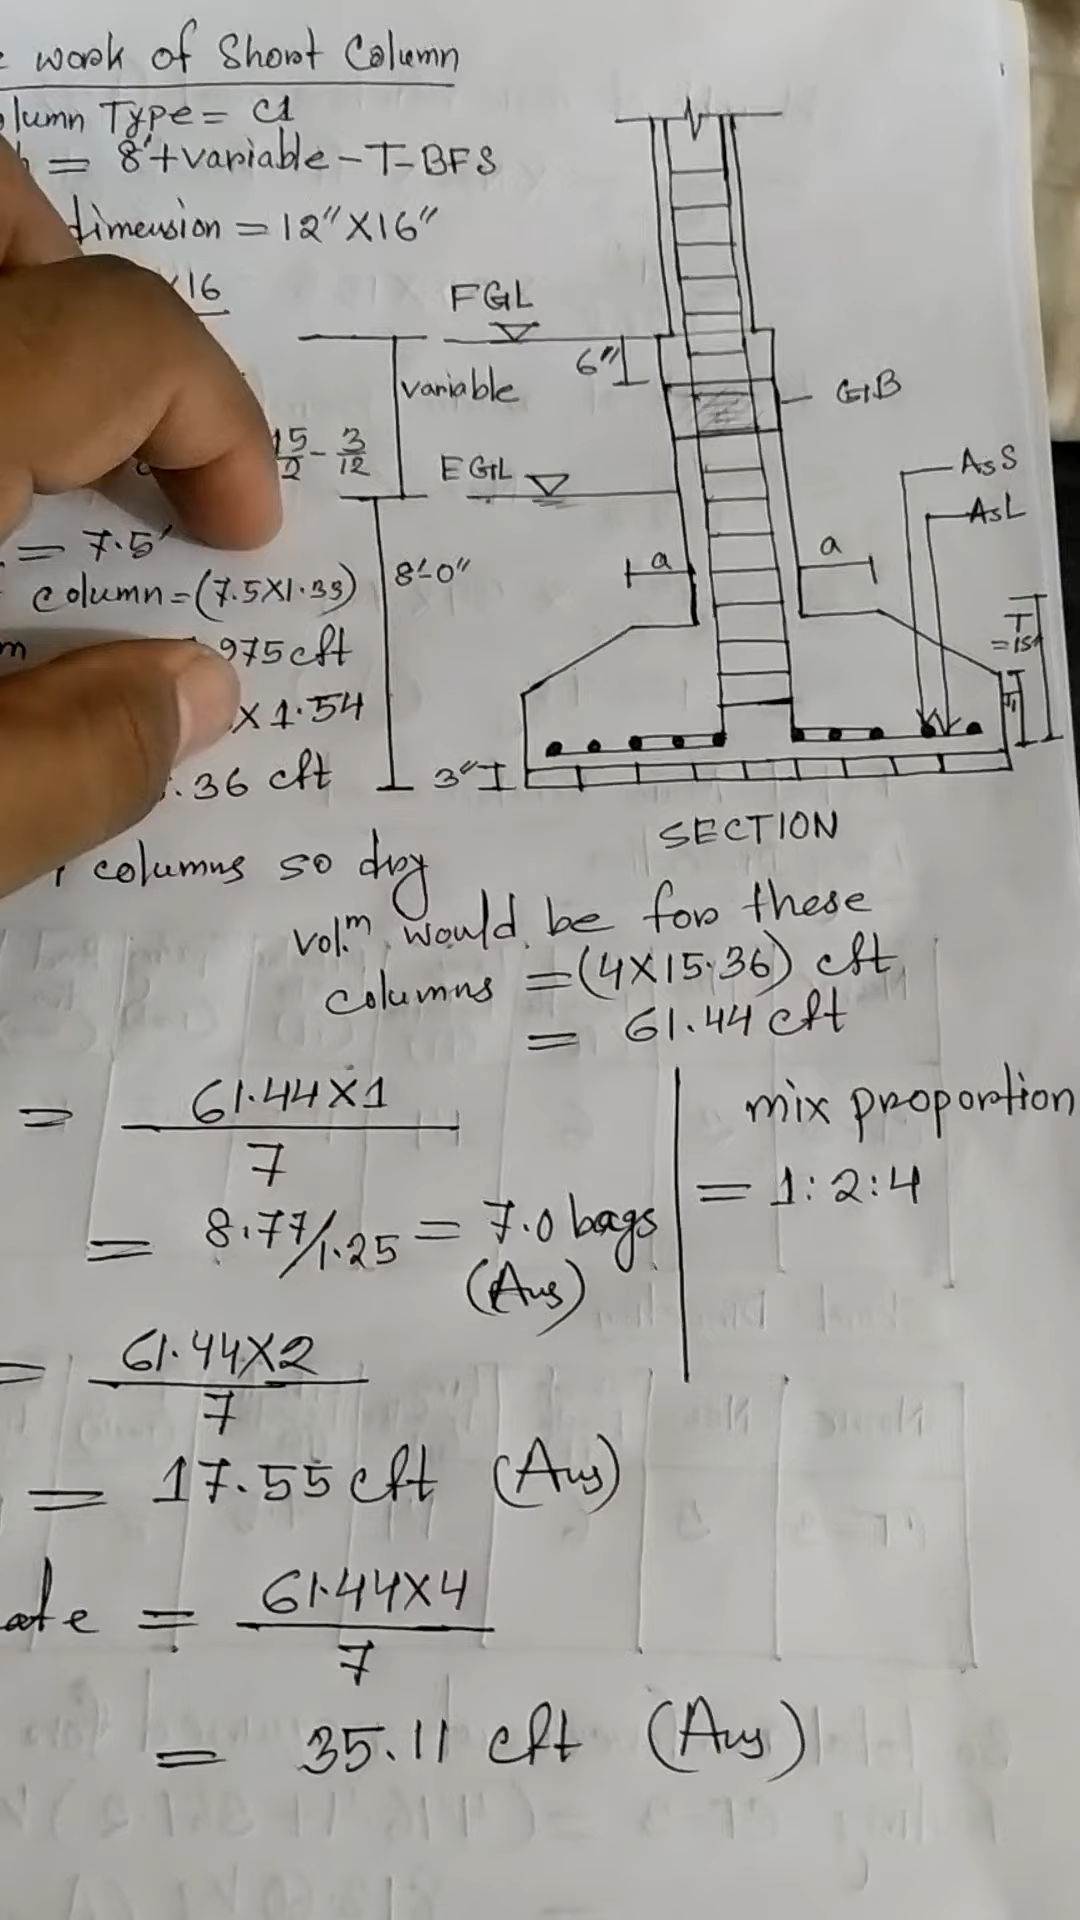 work of Short Column
lumn Type = C1
= 8'+variable-T-BFS
dimension = 12"X16"
16
15/2 - 3/12
= 7.5'
column = (7.5X1.33)
975 cft
X 1.54
.36 cft
columns so dry
vol.m would be for these
columns = (4X15.36) cft
= 61.44 cft
= 61.44X1/7
= 8.77/1.25 = 7.0 bags
(Ans)
mix proportion
= 1:2:4
= 61.44X2/7
= 17.55 cft (Ans)
ate = 61.44X4/7
= 35.11 cft (Ans)
FGL
variable
6"
GB
EGL
AsS
AsL
8'-0"
a
a
T
=15"
T1
3"
SECTION